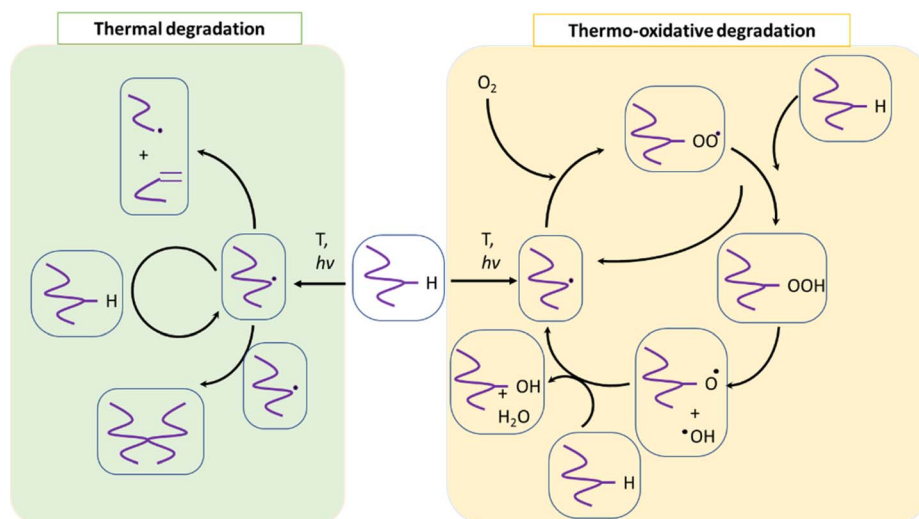 Thermal degradation
Thermo-oxidative degradation
O₂
OO•
H
•
+
T,
hv
H
•
H
T,
hv
•
OOH
•
OH
+
H₂O
O•
+
•OH
H